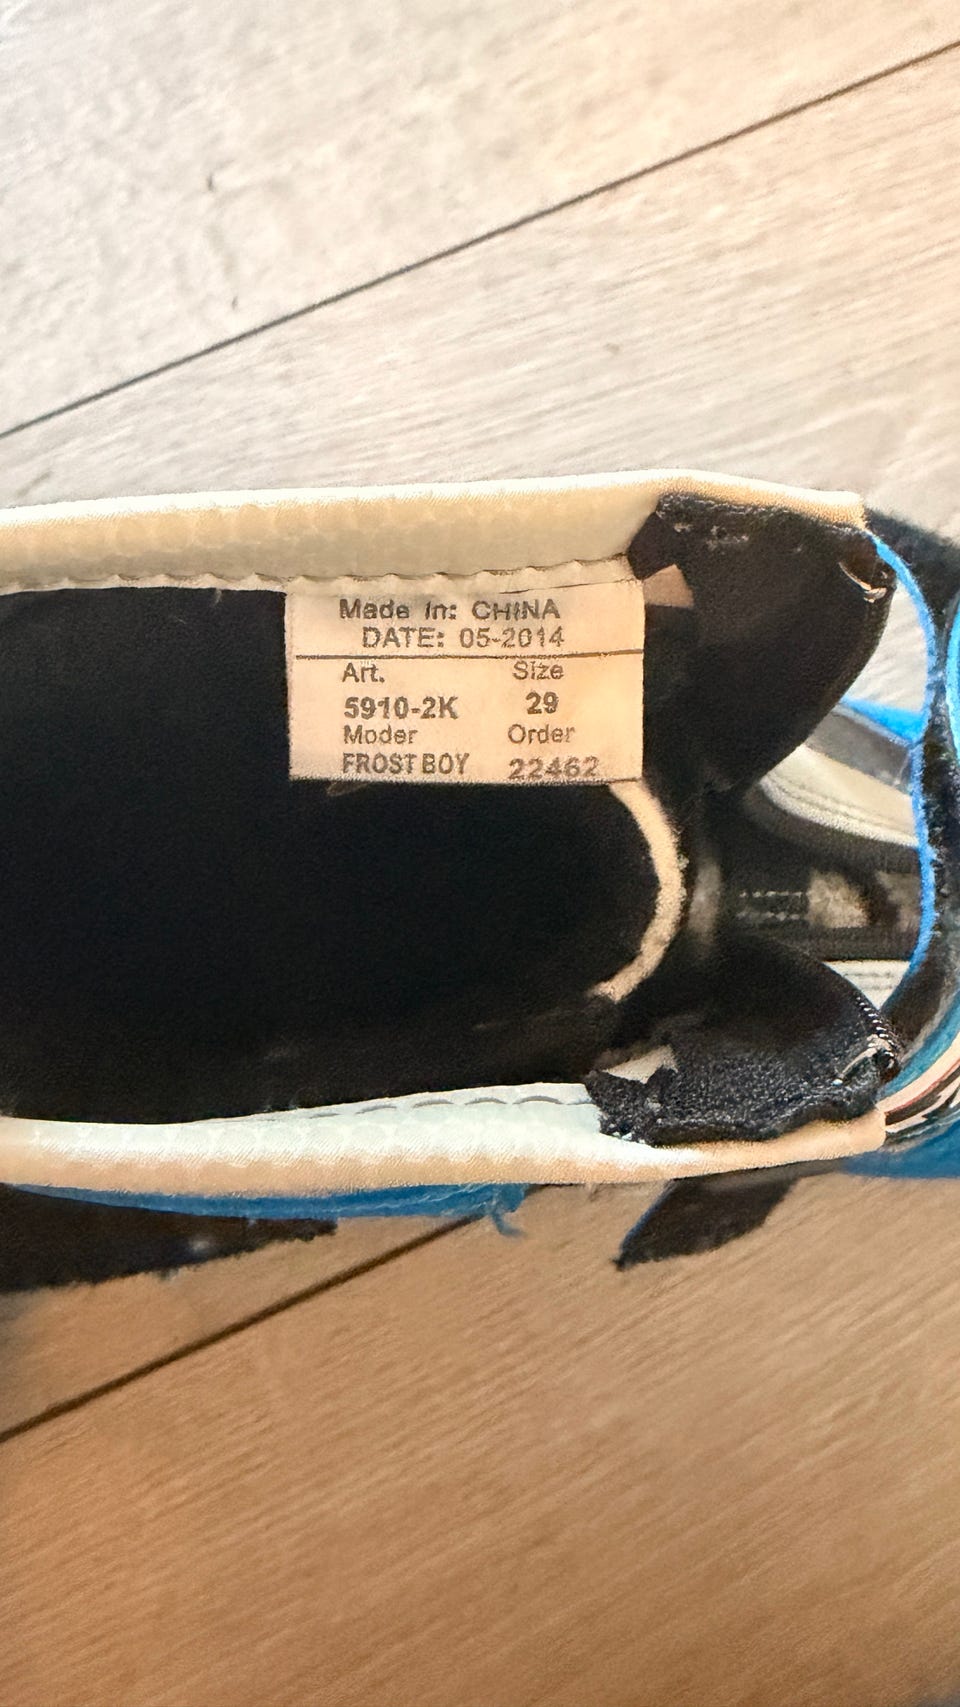 Made in: CHINA
DATE: 05-2014
Art. Size
5910-2K 29
Moder Order
FROST BOY 22462